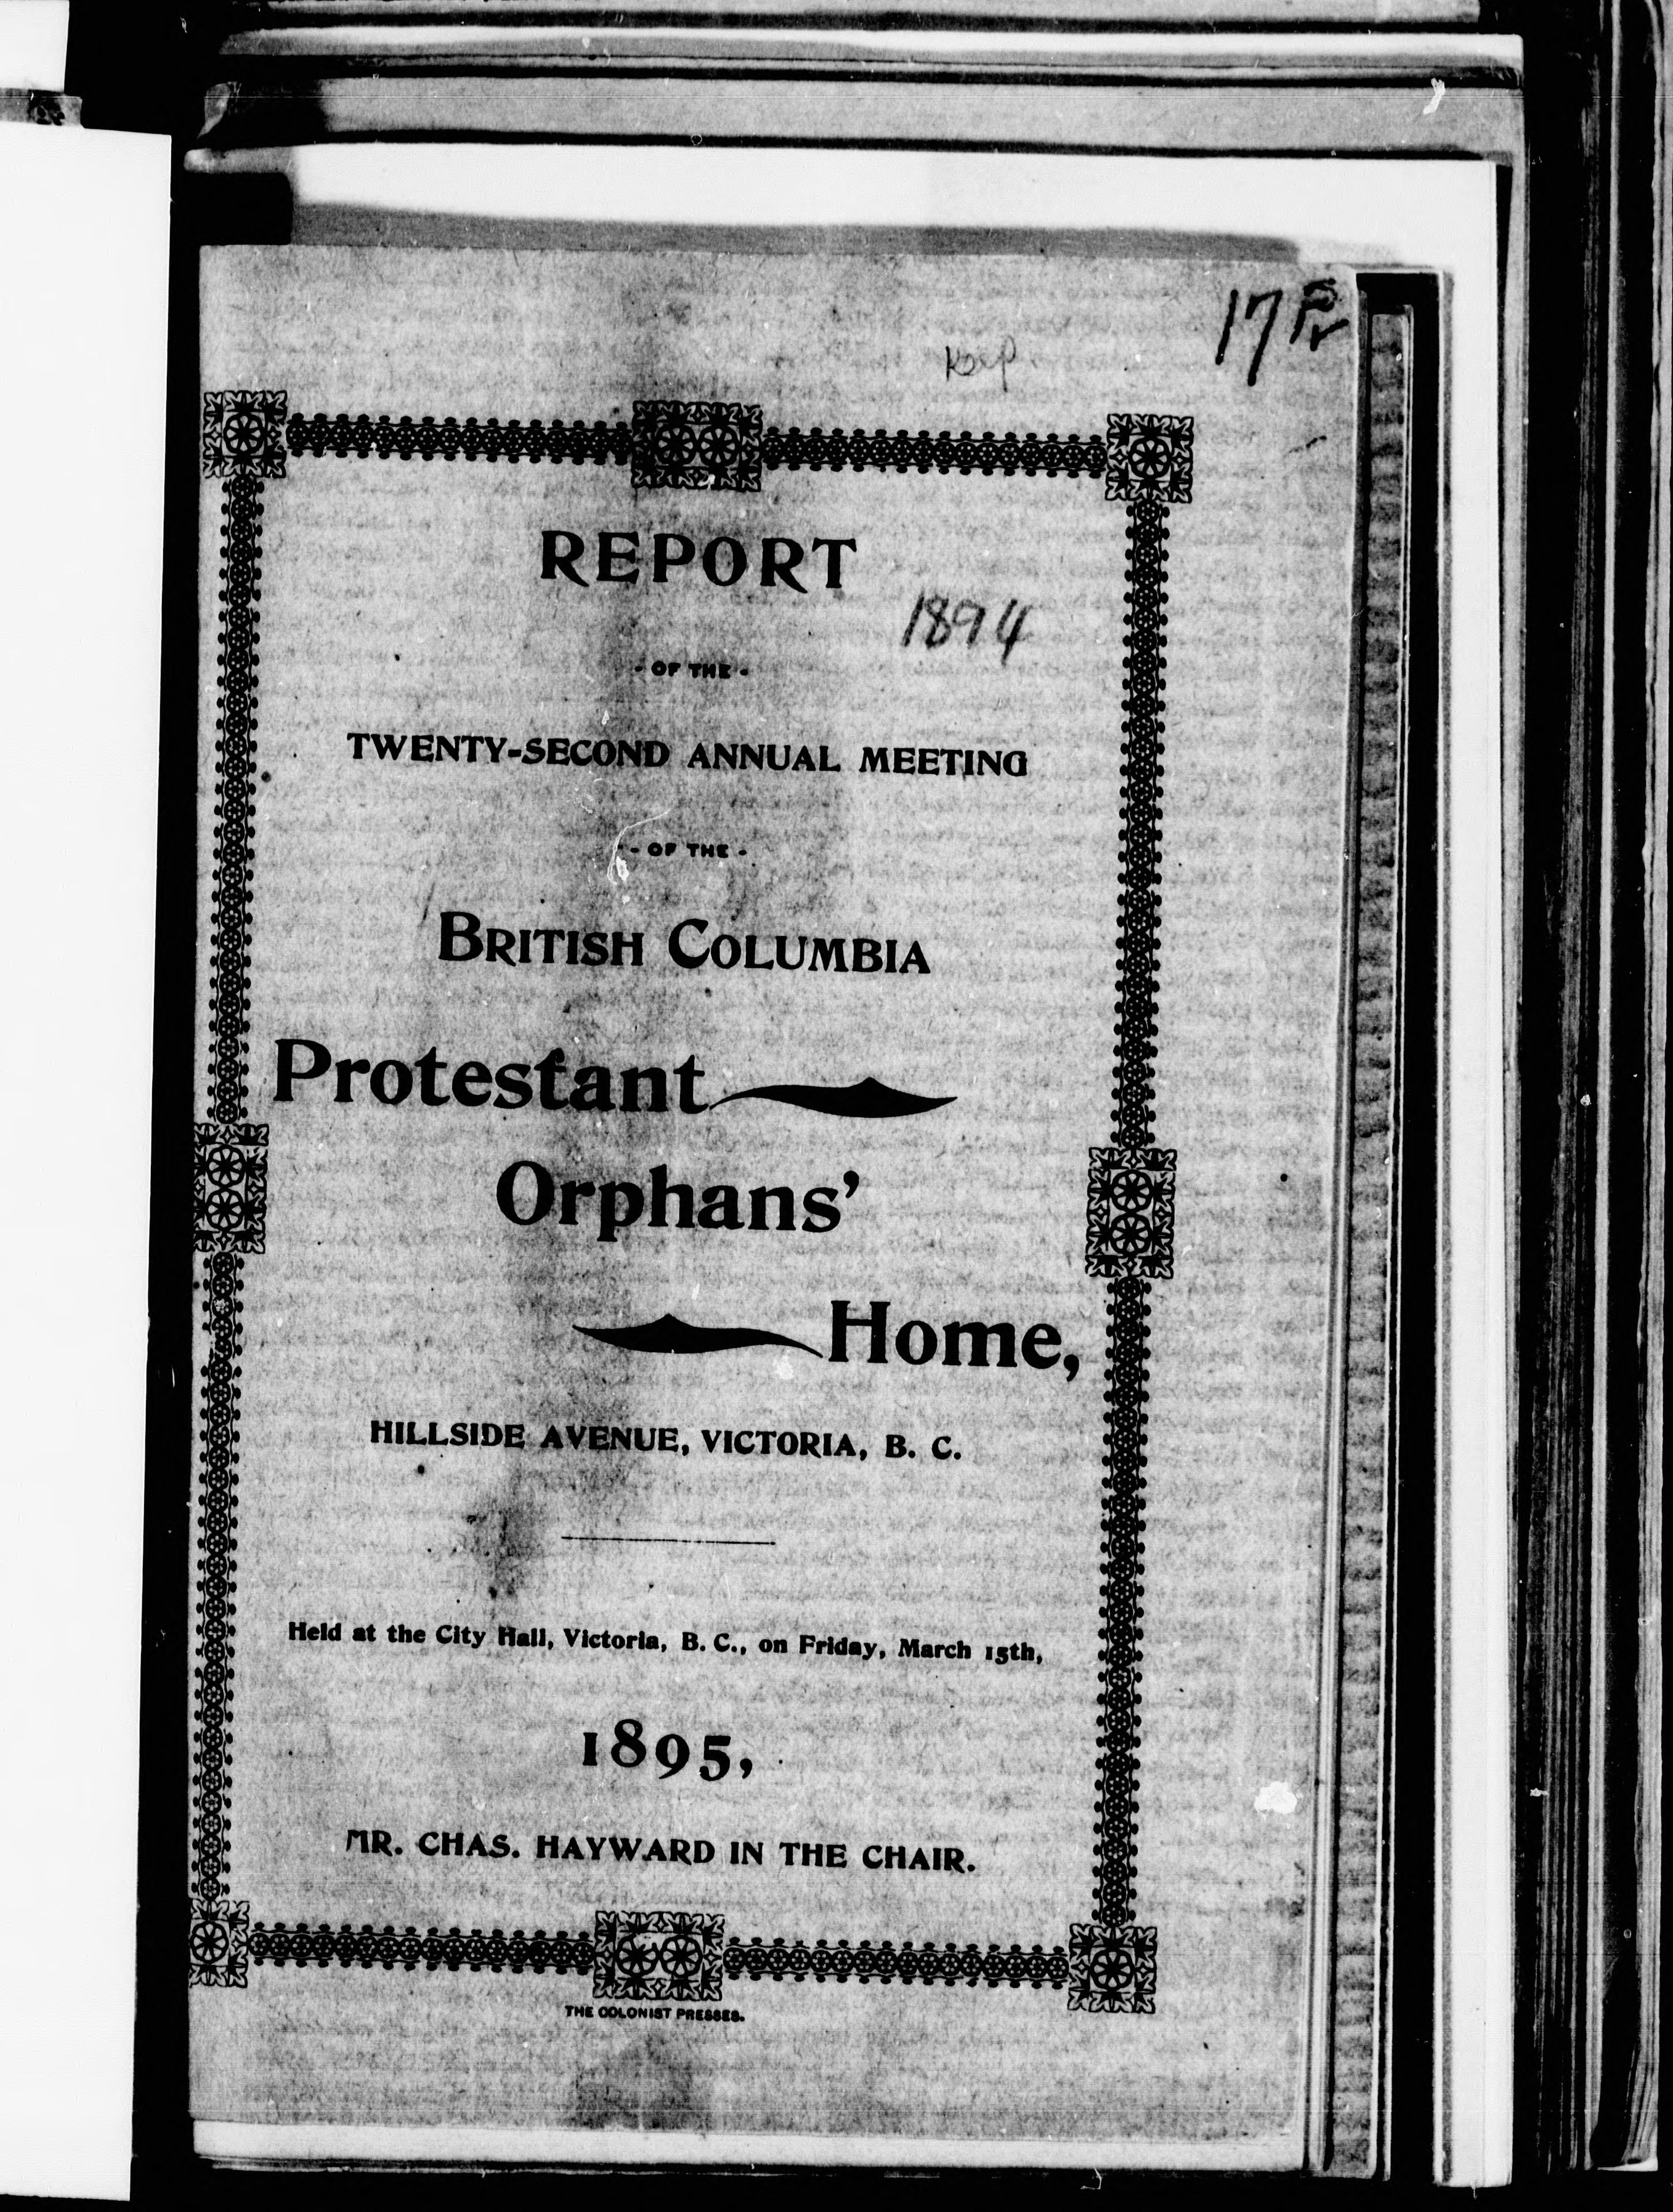 17
REPORT
1894
- OF THE -
TWENTY-SECOND ANNUAL MEETING
- OF THE -
BRITISH COLUMBIA
Protestant
Orphans'
Home,
HILLSIDE AVENUE, VICTORIA, B. C.
Held at the City Hall, Victoria, B. C., on Friday, March 15th,
1895,
MR. CHAS. HAYWARD IN THE CHAIR.
THE COLONIST PRESSES.